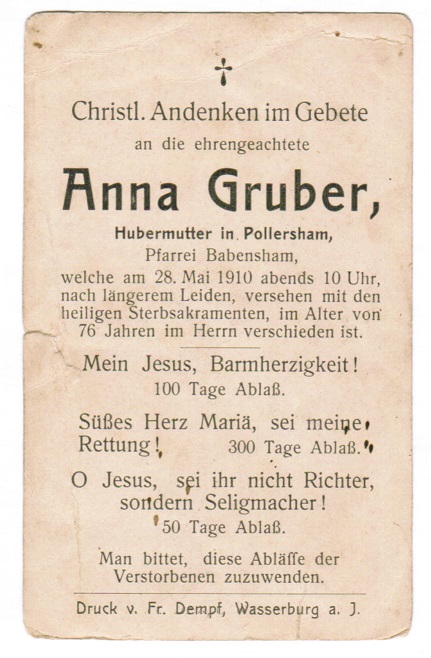 Christl. Andenken im Gebete
an die ehrengeachtete
Anna Gruber,
Hubermutter in Pollersham,
Pfarrei Babensham,
welche am 28. Mai 1910 abends 10 Uhr,
nach längerem Leiden, versehen mit den
heiligen Sterbsakramenten, im Alter von
76 Jahren im Herrn verschieden ist.
Mein Jesus, Barmherzigkeit!
100 Tage Ablaß.
Süßes Herz Mariä, sei meine
Rettung! 300 Tage Ablaß.
O Jesus, sei ihr nicht Richter,
sondern Seligmacher!
50 Tage Ablaß.
Man bittet, diese Abläſſe der
Verstorbenen zuzuwenden.
Druck v. Fr. Dempf, Wasserburg a. J.